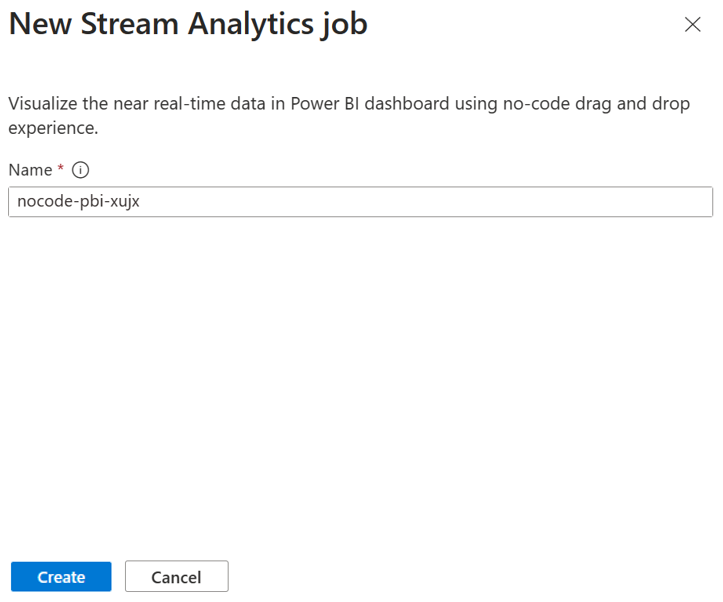 New Stream Analytics job
Visualize the near real-time data in Power BI dashboard using no-code drag and drop
experience.
Name *
nocode-pbi-xujx
Create
Cancel